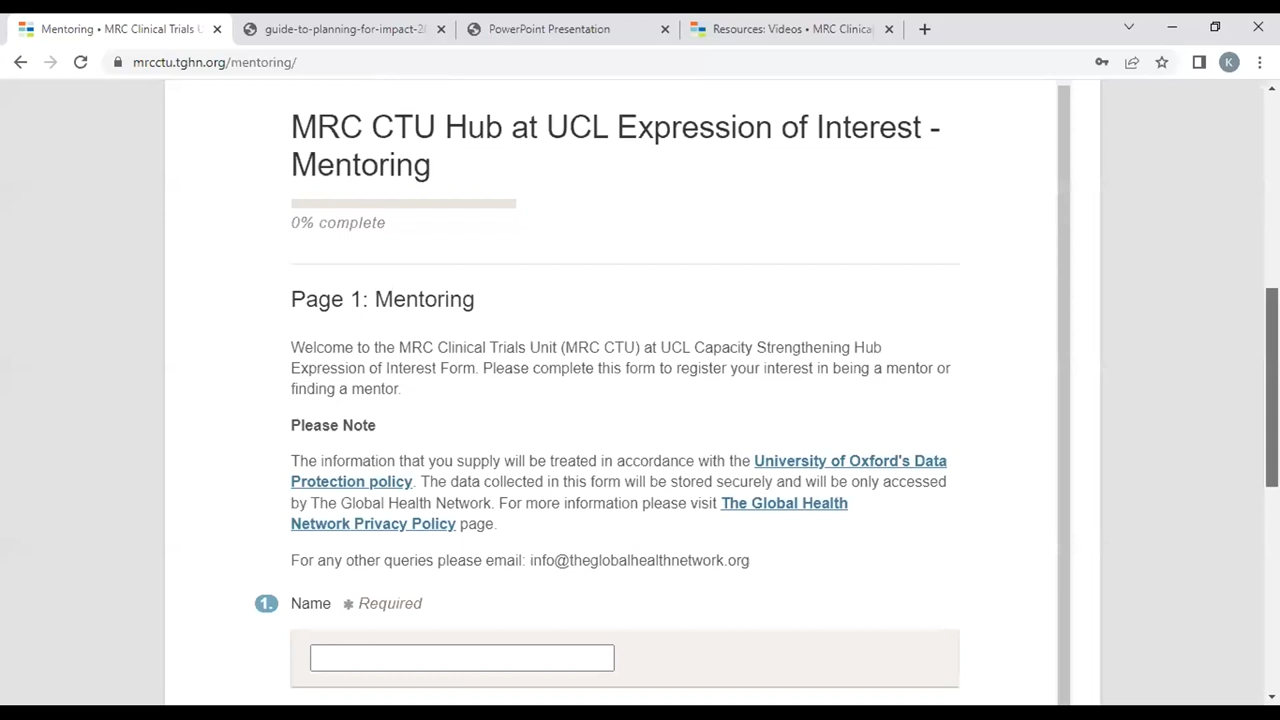 Mentoring • MRC Clinical Trials U
guide-to-planning-for-impact-2
PowerPoint Presentation
Resources: Videos • MRC Clinica
mrcctu.tghn.org/mentoring/
K
MRC CTU Hub at UCL Expression of Interest -
Mentoring
0% complete
Page 1: Mentoring
Welcome to the MRC Clinical Trials Unit (MRC CTU) at UCL Capacity Strengthening Hub
Expression of Interest Form. Please complete this form to register your interest in being a mentor or
finding a mentor.
Please Note
The information that you supply will be treated in accordance with the University of Oxford's Data
Protection policy. The data collected in this form will be stored securely and will be only accessed
by The Global Health Network. For more information please visit The Global Health
Network Privacy Policy page.
For any other queries please email: info@theglobalhealthnetwork.org
1. Name ✱ Required